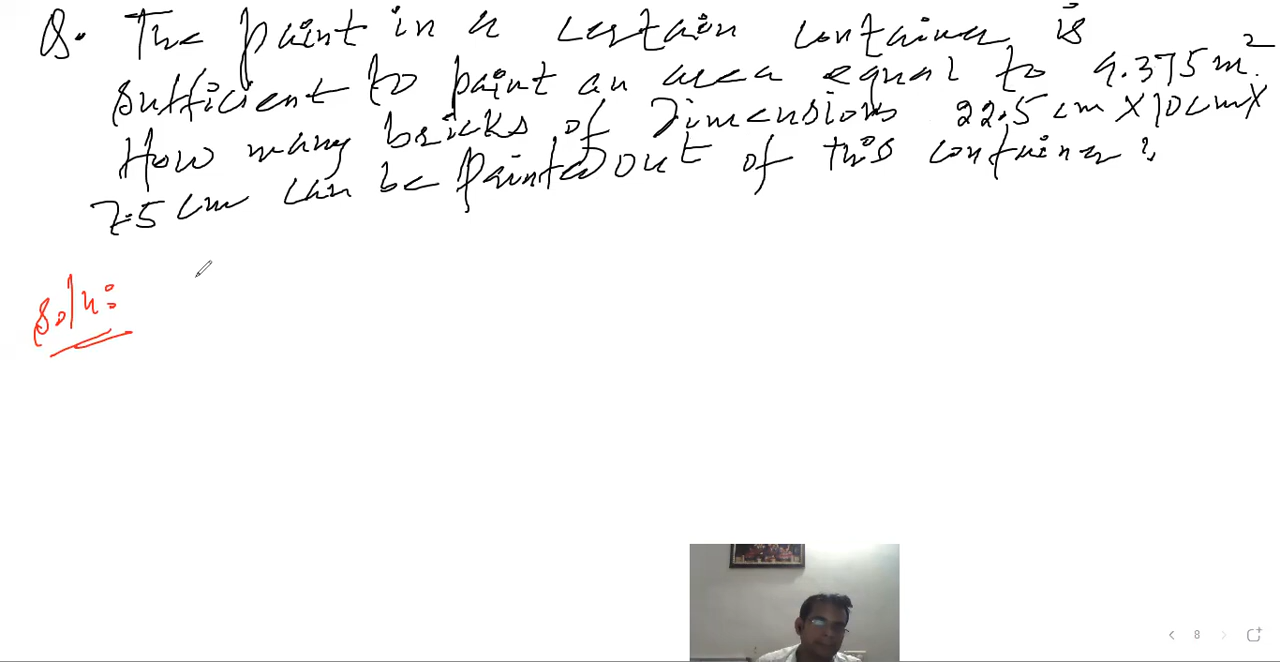 Q. The paint in a certain container is
sufficient to paint an area equal to 9.375 m².
How many bricks of Dimensions 22.5 cm X 10 cm X
7.5 cm can be painted out of this container?
Soln:
8